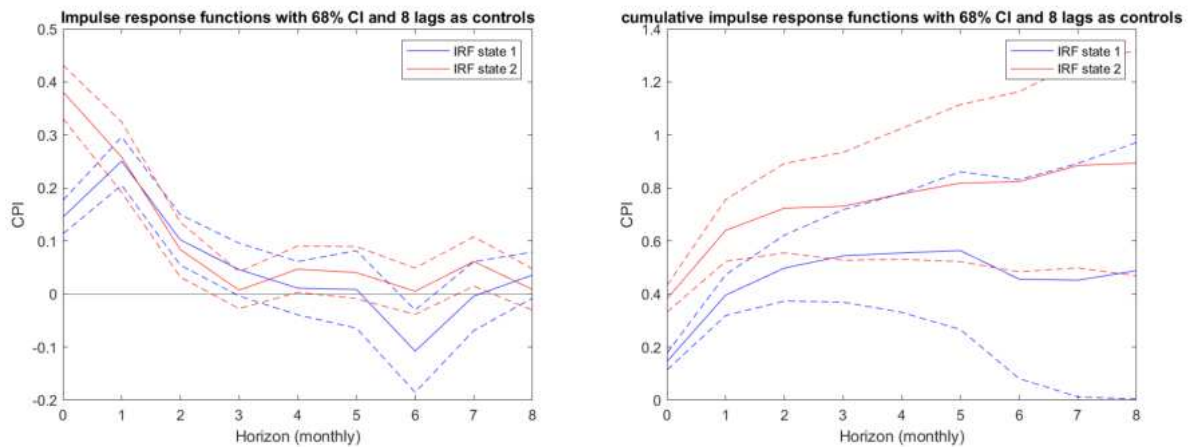 Impulse response functions with 68% CI and 8 lags as controls
0.5
0.4
0.3
0.2
0.1
0
-0.1
-0.2
CPI
IRF state 1
IRF state 2
0 1 2 3 4 5 6 7 8
Horizon (monthly)
cumulative impulse response functions with 68% CI and 8 lags as controls
1.4
1.2
1
0.8
0.6
0.4
0.2
0
CPI
IRF state 1
IRF state 2
0 1 2 3 4 5 6 7 8
Horizon (monthly)